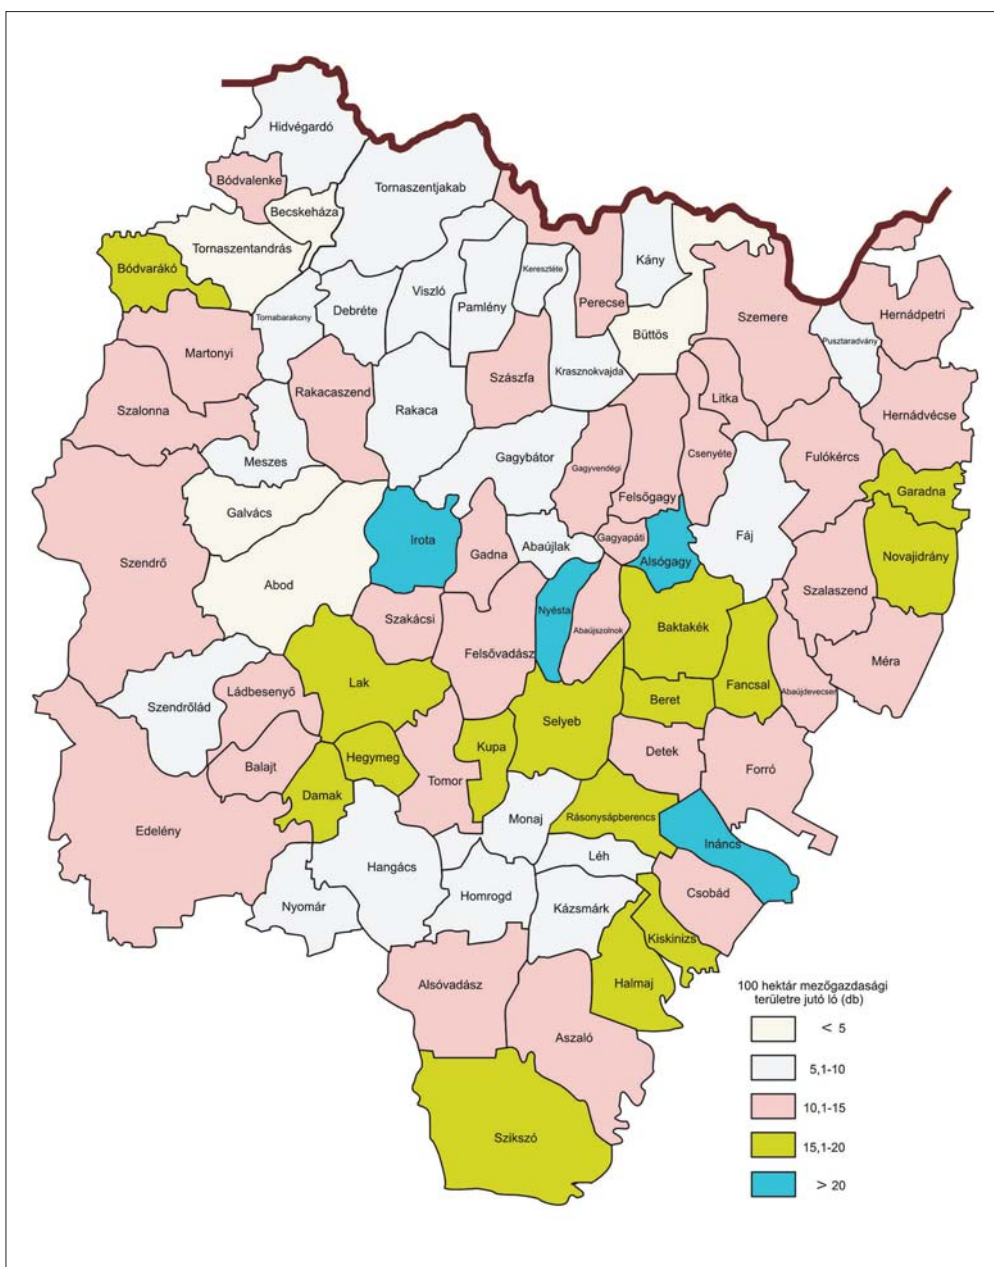 Hidvégardó
Bódvalenke
Tornaszentjakab
Becskeháza
Tornaszentandrás
Kány
Bódvarákó
Keresztéte
Viszló
Perecse
Debréte
Pamlény
Hernádpetri
Tornabarakony
Szemere
Büttös
Pusztaradvány
Martonyi
Krasznokvajda
Szászfa
Rakacaszend
Litka
Szalonna
Rakaca
Hernádvécse
Csenyéte
Gagybátor
Fulókércs
Meszes
Gagyvendégi
Garadna
Felsőgagy
Galvács
Fáj
Gagyapáti
Irota
Abaújlak
Gadna
Novajidrány
Szendrő
Alsógagy
Abod
Szalaszend
Nyésta
Szakácsi
Baktakék
Abaújszolnok
Felsővadász
Méra
Lak
Fancsal
Ládbesenyő
Abaújdevecser
Beret
Szendrőlád
Selyeb
Kupa
Detek
Hegymeg
Balajt
Forró
Tomor
Damak
Rásonysápberencs
Monaj
Edelény
Ináncs
Léh
Hangács
Csobád
Homrogd
Nyomár
Kázsmárk
Kiskinizs
Halmaj
Alsóvadász
Aszaló
Szikszó
100 hektár mezőgazdasági
területre jutó ló (db)
< 5
5,1-10
10,1-15
15,1-20
> 20